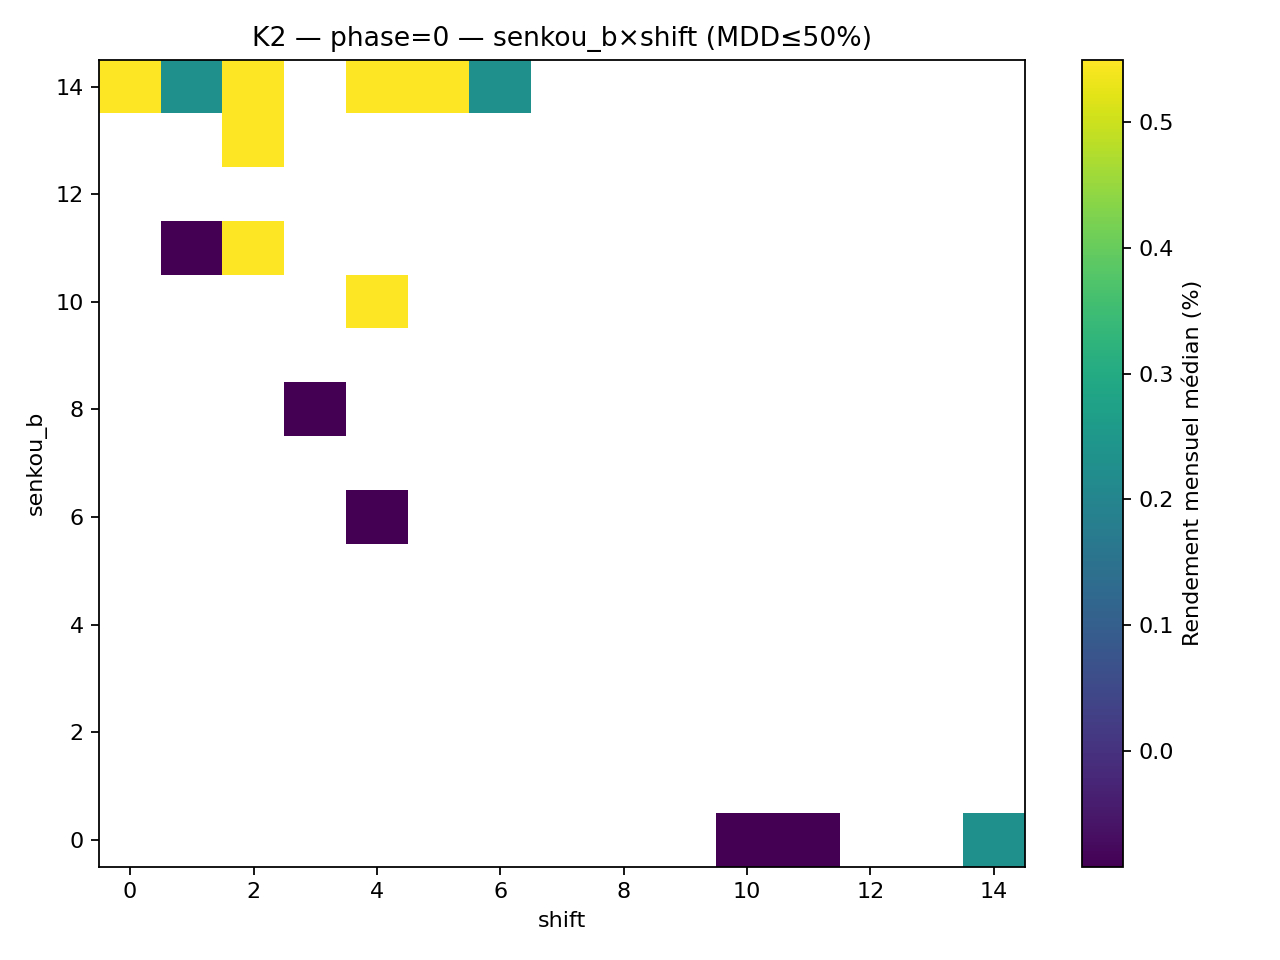 K2 — phase=0 — senkou_b×shift (MDD≤50%)
14
12
10
8
6
4
2
0
senkou_b
0 2 4 6 8 10 12 14
shift
0.5
0.4
0.3
0.2
0.1
0.0
Rendement mensuel médian (%)